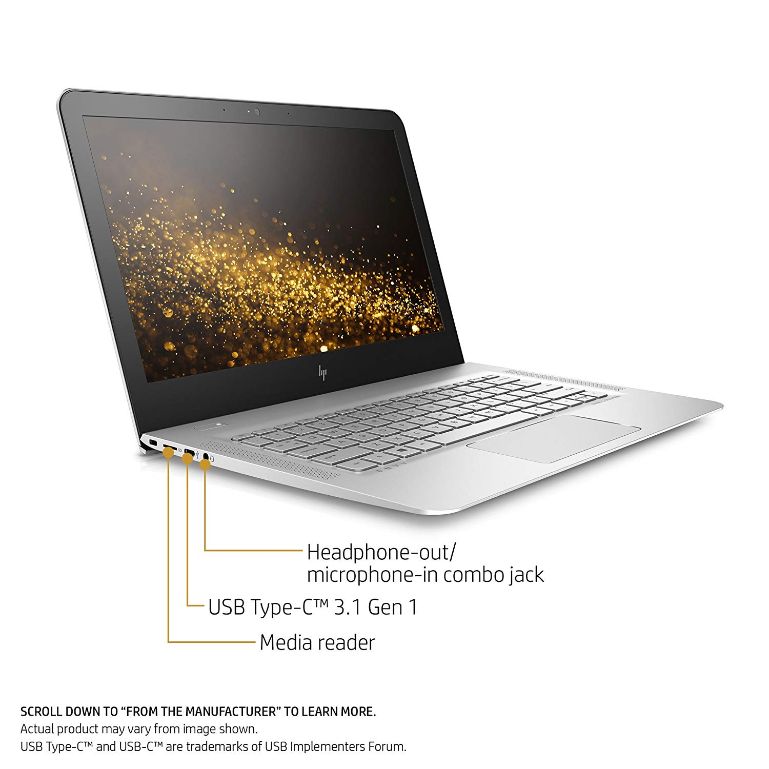 hp
Headphone-out/
microphone-in combo jack
USB Type-C™ 3.1 Gen 1
Media reader
SCROLL DOWN TO “FROM THE MANUFACTURER” TO LEARN MORE.
Actual product may vary from image shown.
USB Type-C™ and USB-C™ are trademarks of USB Implementers Forum.